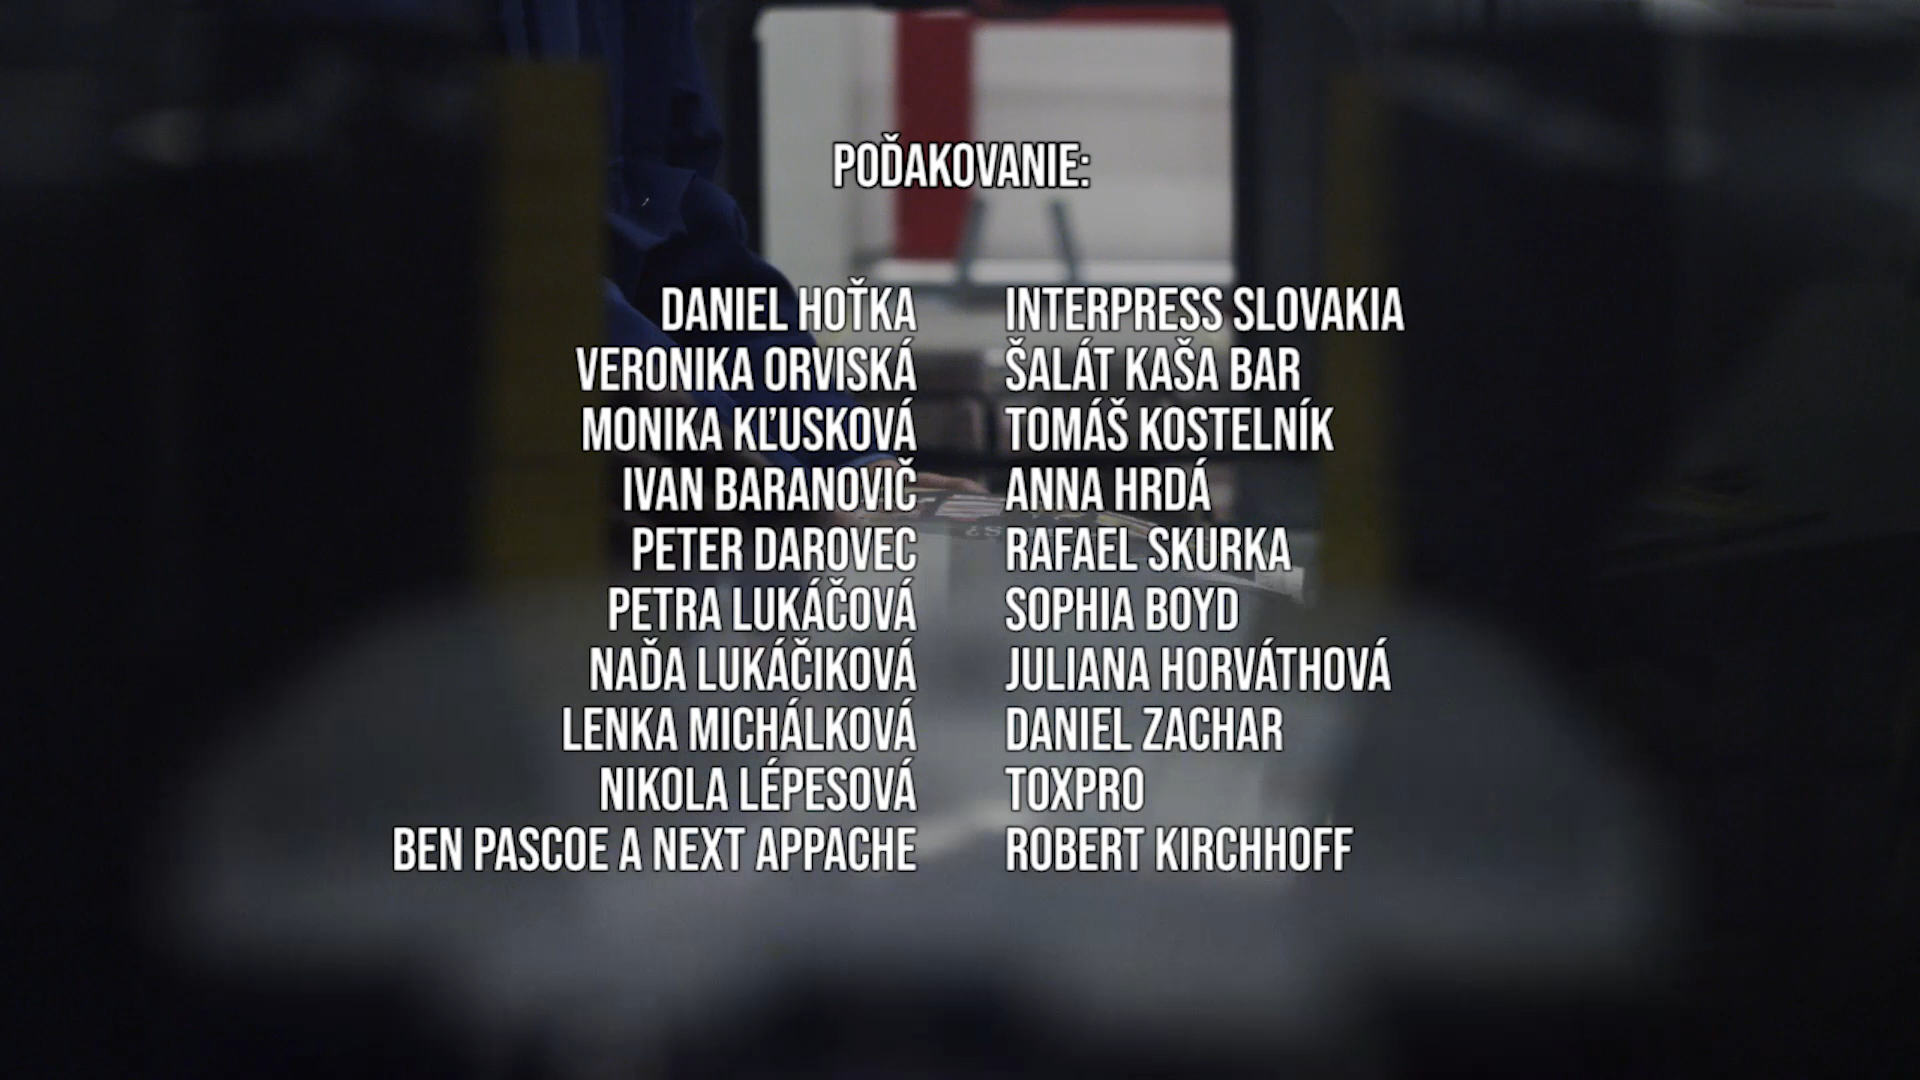 POĎAKOVANIE:
DANIEL HOŤKA
VERONIKA ORVISKÁ
MONIKA KĽUSKOVÁ
IVAN BARANOVIČ
PETER DAROVEC
PETRA LUKÁČOVÁ
NAĎA LUKÁČIKOVÁ
LENKA MICHÁLKOVÁ
NIKOLA LÉPESOVÁ
BEN PASCOE A NEXT APPACHE
INTERPRESS SLOVAKIA
ŠALÁT KAŠA BAR
TOMÁŠ KOSTELNÍK
ANNA HRDÁ
RAFAEL SKURKA
SOPHIA BOYD
JULIANA HORVÁTHOVÁ
DANIEL ZACHAR
TOXPRO
ROBERT KIRCHHOFF